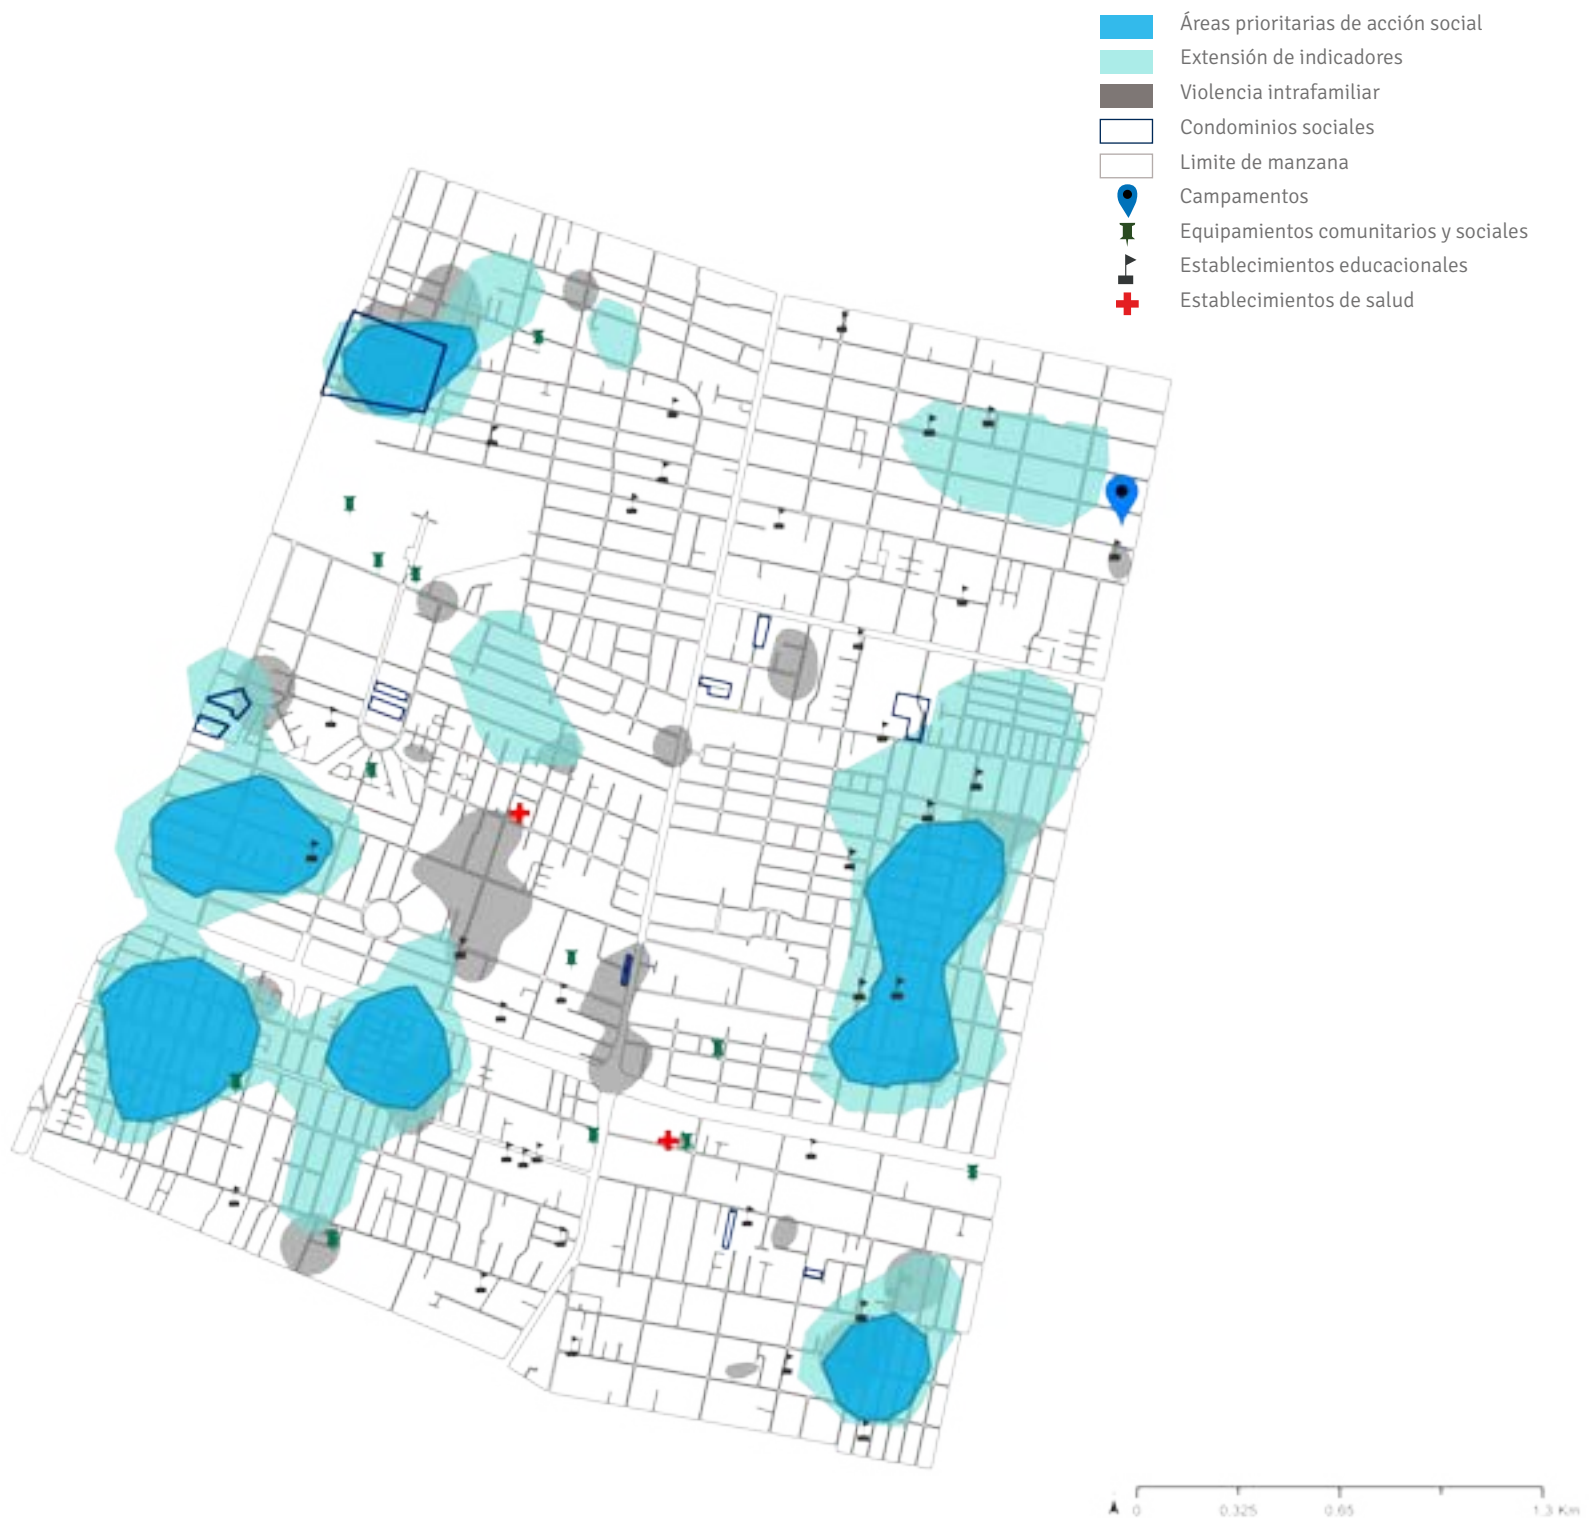 Áreas prioritarias de acción social
Extensión de indicadores
Violencia intrafamiliar
Condominios sociales
Limite de manzana
Campamentos
Equipamientos comunitarios y sociales
Establecimientos educacionales
Establecimientos de salud
0 0.325 0.65 1.3 Km